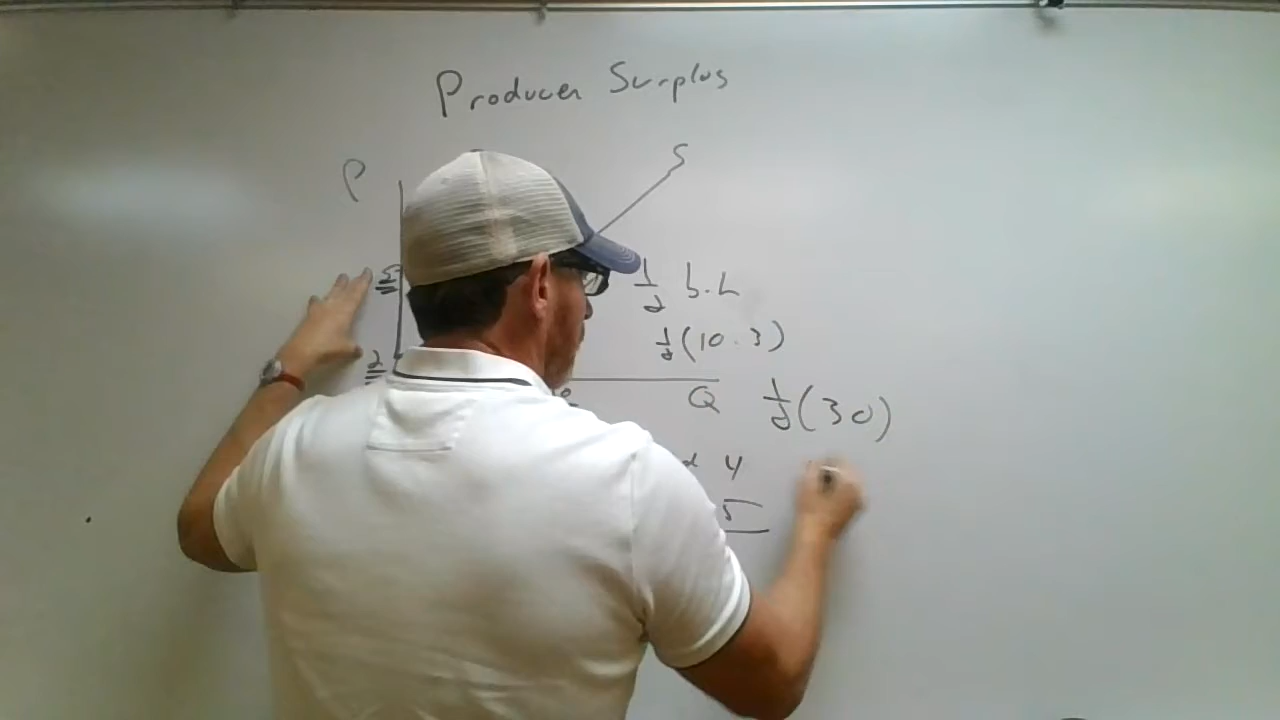 Producer Surplus
P
S
1/2 b.h
1/2 (10.3)
Q
1/2 (30)
4
5